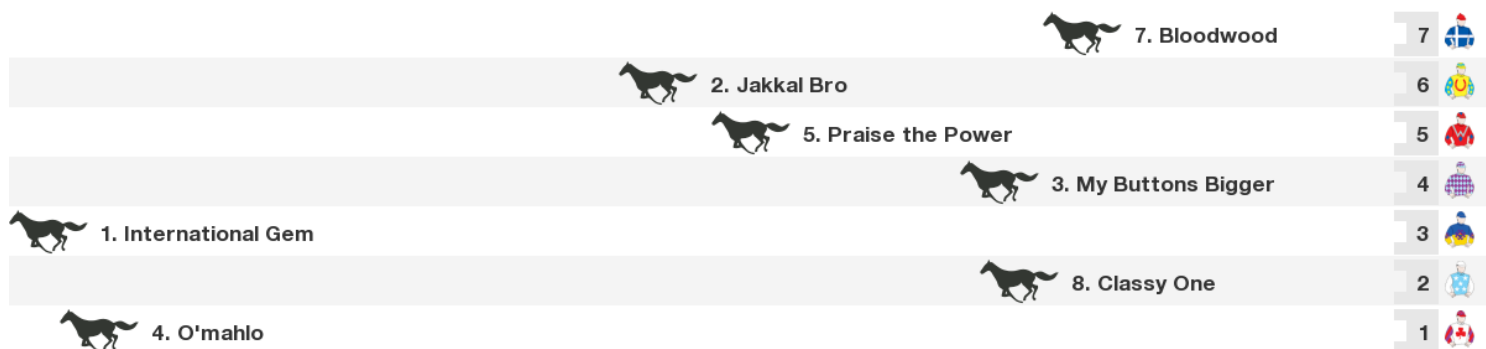 7. Bloodwood 7
2. Jakkal Bro 6
5. Praise the Power 5
3. My Buttons Bigger 4
1. International Gem 3
8. Classy One 2
4. O'mahlo 1